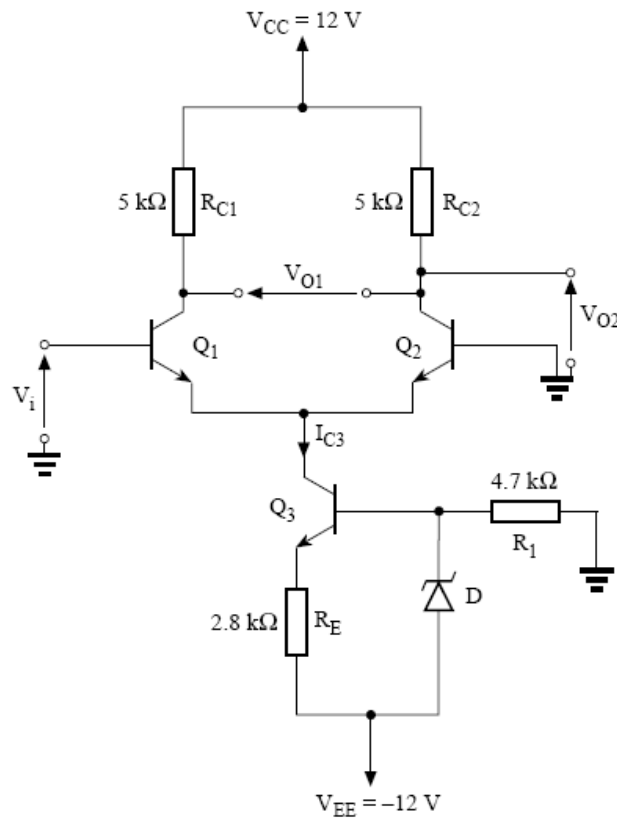 V_CC = 12 V
5 kΩ
R_C1
5 kΩ
R_C2
V_O1
V_O2
Q_1
Q_2
V_i
I_C3
4.7 kΩ
Q_3
R_1
2.8 kΩ
R_E
D
V_EE = –12 V